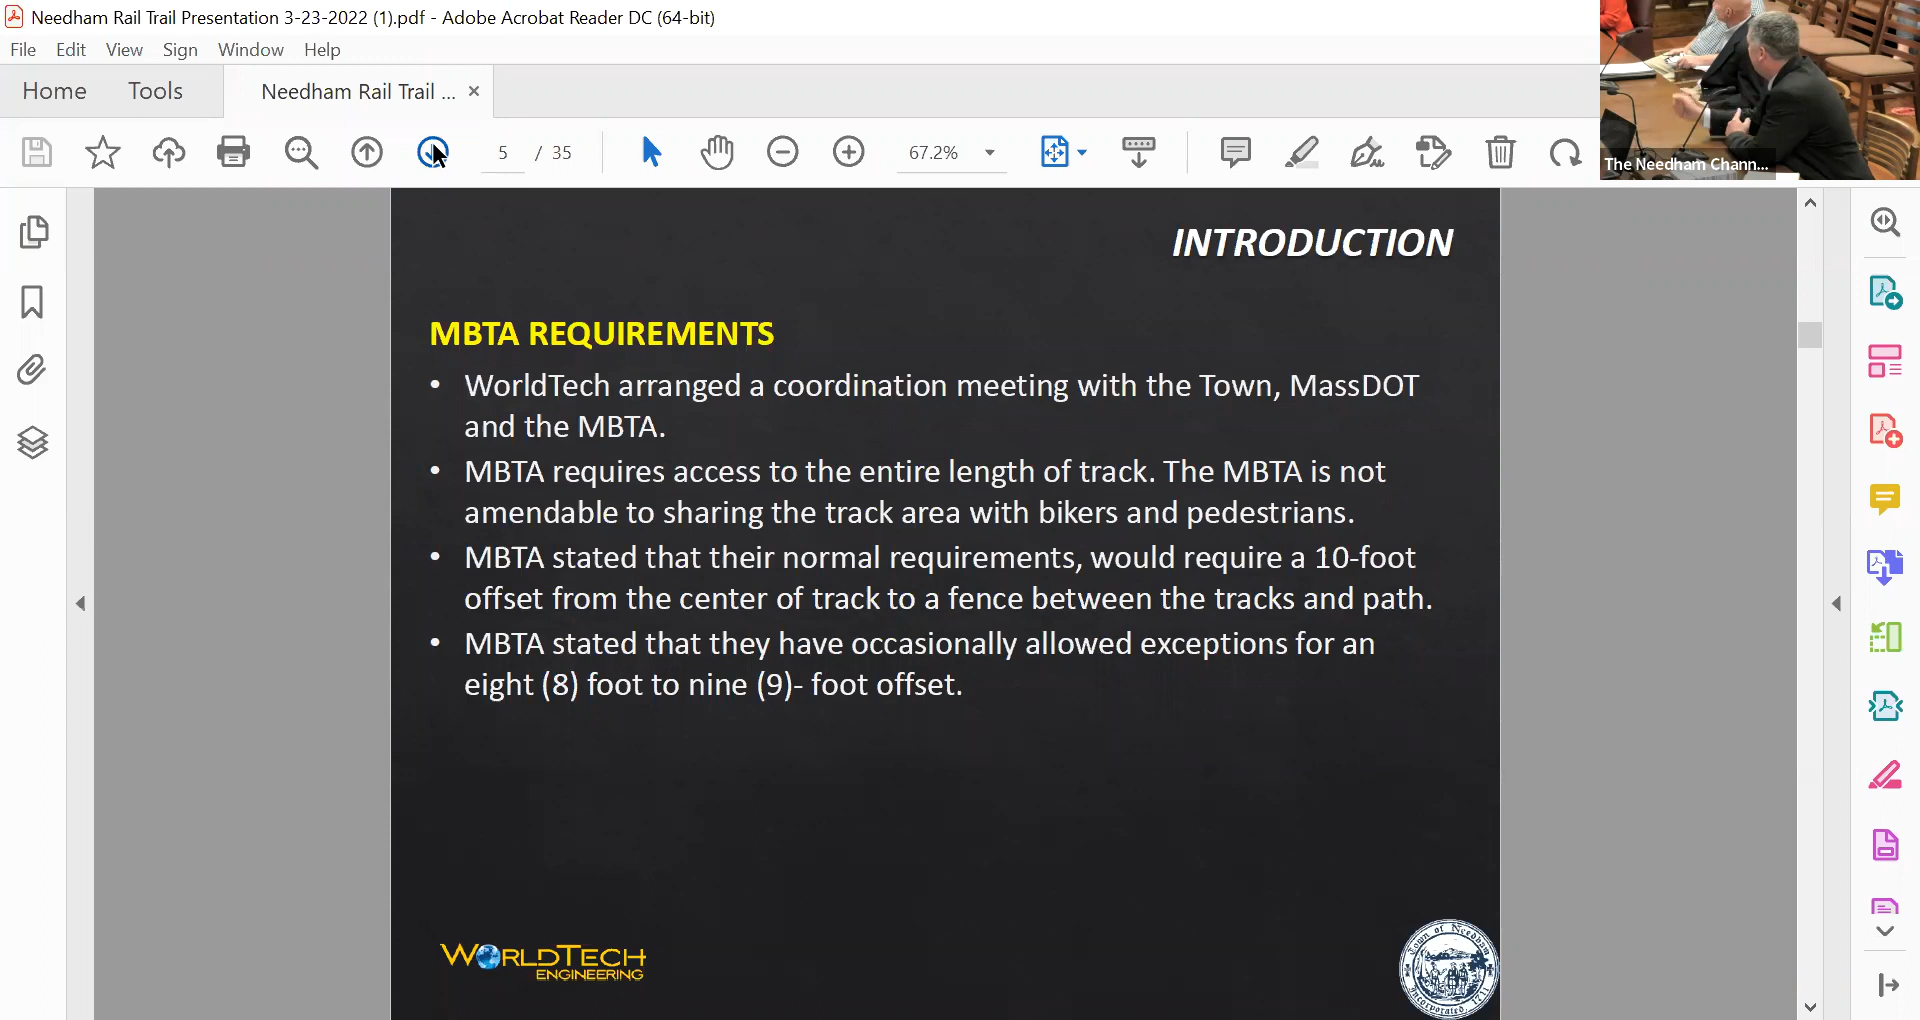 Needham Rail Trail Presentation 3-23-2022 (1).pdf - Adobe Acrobat Reader DC (64-bit)
File Edit View Sign Window Help
Home Tools Needham Rail Trail ... ×
5 / 35 67.2%
The Needham Chann...
INTRODUCTION
MBTA REQUIREMENTS
• WorldTech arranged a coordination meeting with the Town, MassDOT
and the MBTA.
• MBTA requires access to the entire length of track. The MBTA is not
amendable to sharing the track area with bikers and pedestrians.
• MBTA stated that their normal requirements, would require a 10-foot
offset from the center of track to a fence between the tracks and path.
• MBTA stated that they have occasionally allowed exceptions for an
eight (8) foot to nine (9)- foot offset.
WORLDTECH
ENGINEERING
Town of Needham
Incorporated 1711